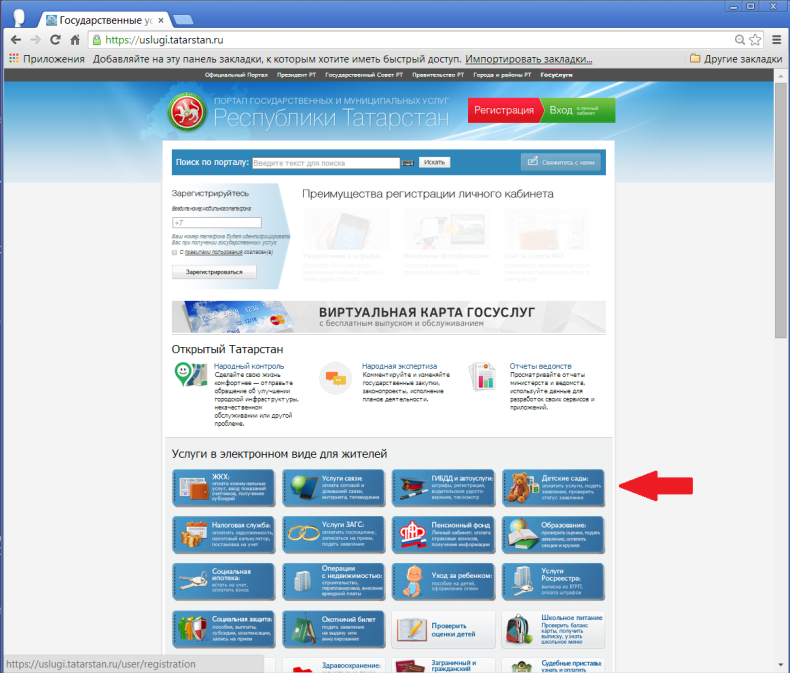 Государственные ус
https://uslugi.tatarstan.ru
Приложения Добавляйте на эту панель закладки, к которым хотите иметь быстрый доступ. Импортировать закладки... Другие закладки
Официальный Портал Президент РТ Государственный Совет РТ Правительство РТ Города и районы РТ Госуслуги
ПОРТАЛ ГОСУДАРСТВЕННЫХ И МУНИЦИПАЛЬНЫХ УСЛУГ
Республики Татарстан
Регистрация Вход в личный кабинет
Поиск по порталу: Введите текст для поиска Искать Свяжитесь с нами
Зарегистрируйтесь
Введите номер мобильного телефона
+7
Ваш номер телефона будет идентифицировать
Вас при получении государственных услуг
С правилами пользования согласен(а)
Зарегистрироваться
Преимущества регистрации личного кабинета
ВИРТУАЛЬНАЯ КАРТА ГОСУСЛУГ
с бесплатным выпуском и обслуживанием
Открытый Татарстан
Народный контроль
Сделайте свою жизнь
комфортнее — отправьте
обращение об улучшении
городской инфраструктуры,
некачественном
обслуживании или другой
проблеме.
Народная экспертиза
Комментируйте и изменяйте
государственные закупки,
законопроекты, исполнение
планов деятельности.
Отчеты ведомств
Просматривайте отчеты
министерств и ведомств,
используйте данные для
разработок своих сервисов и
приложений.
Услуги в электронном виде для жителей
ЖКХ:
оплата коммунальных
услуг, ввод показаний
счетчиков, получение
субсидий
Услуги связи:
оплата сотовой и
домашней связи,
интернета, телевидения
ГИБДД и автоуслуги:
штрафы, регистрация,
водительское удосто-
верение, техосмотр
Детские сады:
оплатить услуги, подать
заявление, проверить
статус заявления
Налоговая служба:
оплатить задолженность,
налоговый калькулятор,
постановка на учет
Услуги ЗАГС:
оплатить госпошлину,
записаться на прием,
подать заявление
Пенсионный фонд
Личный кабинет: оплата
страховых взносов,
получение информации
Образование:
проверить оценки, подать
заявление, оплатить
секции и кружки
Социальная
ипотека:
встать на учет,
оплатить взнос
Операции
с недвижимостью:
строительство,
перепланировка, внесение
арендной платы
Уход за ребенком:
пособие на детей,
оформление опеки
Услуги
Росреестра:
выписка из ЕГРП,
оплата штрафов
Социальная защита:
пособия, выплаты,
субсидии, компенсации,
запись на прием
Охотничий билет
подать заявление
на выдачу или
аннулирование
Проверить
оценки детей
Школьное питание
Проверить баланс
карты, получить
выписку, узнать
школьное меню
Здравоохранение:
Заграничный и
гражданский
Судебные приставы:
узнать и оплатить
https://uslugi.tatarstan.ru/user/registration